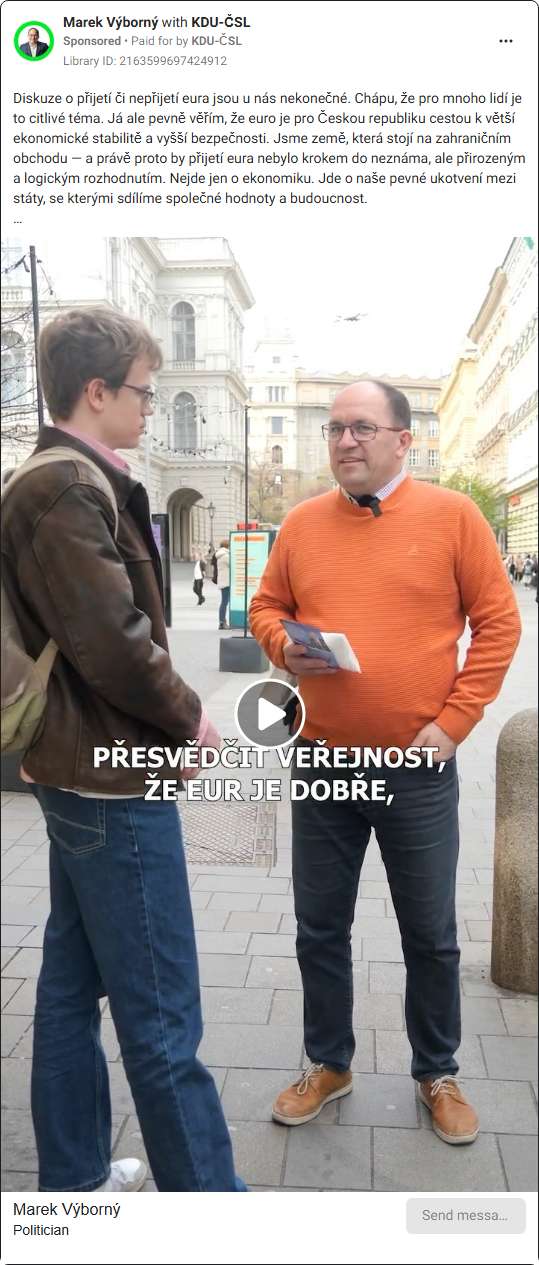 Marek Výborný with KDU-ČSL
Sponsored • Paid for by KDU-ČSL
Library ID: 2163599697424912
Diskuze o přijetí či nepřijetí eura jsou u nás nekonečné. Chápu, že pro mnoho lidí je
to citlivé téma. Já ale pevně věřím, že euro je pro Českou republiku cestou k větší
ekonomické stabilitě a vyšší bezpečnosti. Jsme země, která stojí na zahraničním
obchodu — a právě proto by přijetí eura nebylo krokem do neznáma, ale přirozeným
a logickým rozhodnutím. Nejde jen o ekonomiku. Jde o naše pevné ukotvení mezi
státy, se kterými sdílíme společné hodnoty a budoucnost.
...
PŘESVĚDČIT VEŘEJNOST,
ŽE EUR JE DOBŘE,
Marek Výborný
Politician
Send messa...